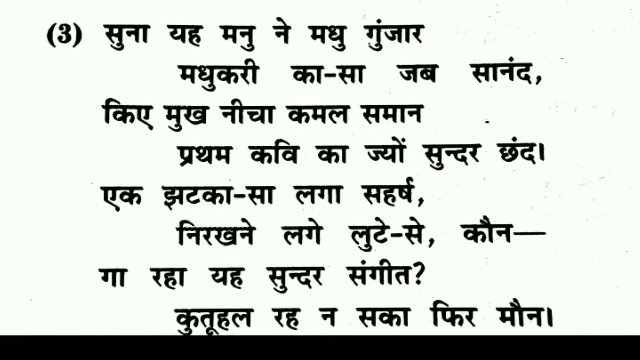 (3) सुना यह मनु ने मधु गुंजार
मधुकरी का-सा जब सानंद,
किए मुख नीचा कमल समान
प्रथम कवि का ज्यों सुन्दर छंद।
एक झटका-सा लगा सहर्ष,
निरखने लगे लुटे-से, कौन—
गा रहा यह सुन्दर संगीत?
कुतूहल रह न सका फिर मौन।